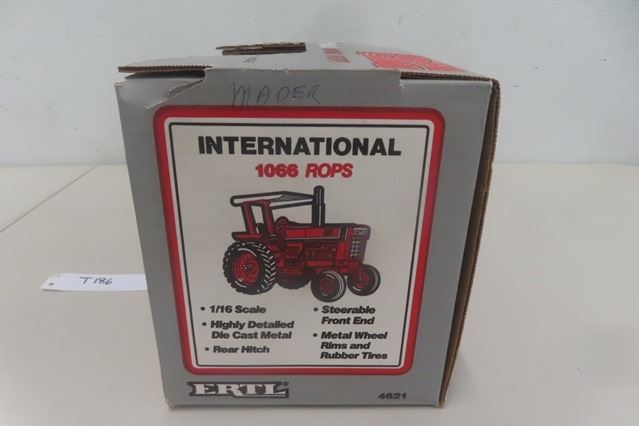 MADER
INTERNATIONAL
1066 ROPS
• 1/16 Scale
• Highly Detailed
Die Cast Metal
• Rear Hitch
• Steerable
Front End
• Metal Wheel
Rims and
Rubber Tires
ERTL
4621
T186